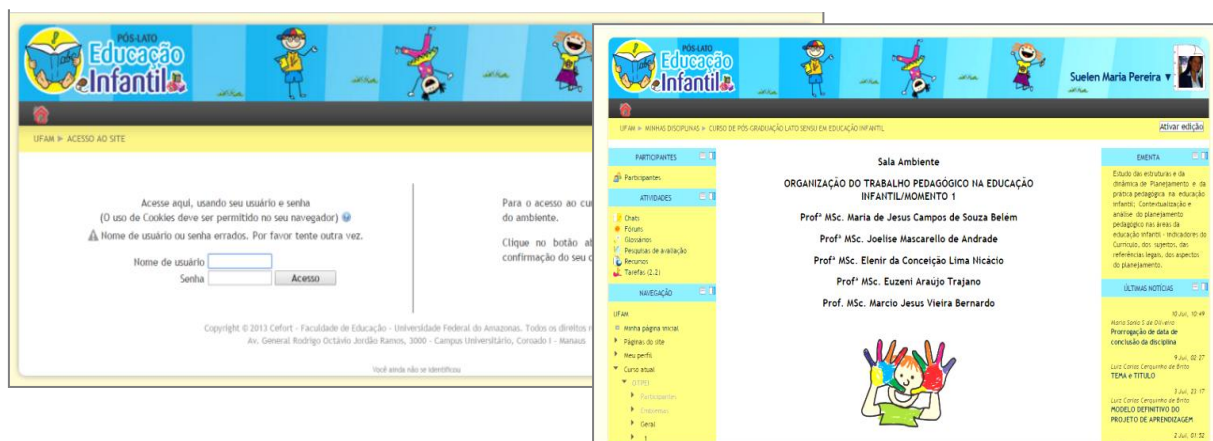 PÓS-LATO
Educação
Infantil
UFAM ► ACESSO AO SITE
Acesse aqui, usando seu usuário e senha
(O uso de Cookies deve ser permitido no seu navegador)
Nome de usuário ou senha errados. Por favor tente outra vez.
Nome de usuário
Senha
Acesso
Para o acesso ao cu
do ambiente.
Clique no botão ab
confirmação do seu c
Copyright © 2013 Cefort - Faculdade de Educação - Universidade Federal do Amazonas. Todos os direitos r
Av. General Rodrigo Octávio Jordão Ramos, 3000 - Campus Universitário, Coroado I - Manaus
Você ainda não se identificou
PÓS-LATO
Educação
Infantil
Suelen Maria Pereira ▼
UFAM ► MINHAS DISCIPLINAS ► CURSO DE PÓS-GRADUAÇÃO LATO SENSU EM EDUCAÇÃO INFANTIL
Ativar edição
PARTICIPANTES
Participantes
ATIVIDADES
Chats
Fóruns
Glossários
Pesquisas de avaliação
Recursos
Tarefas (2.2)
NAVEGAÇÃO
UFAM
Minha página inicial
Páginas do site
Meu perfil
Curso atual
OTPEI
Participantes
Geral
1
Sala Ambiente
ORGANIZAÇÃO DO TRABALHO PEDAGÓGICO NA EDUCAÇÃO
INFANTIL/MOMENTO 1
Profª MSc. Maria de Jesus Campos de Souza Belém
Profª MSc. Joelise Mascarello de Andrade
Profª MSc. Elenir da Conceição Lima Nicácio
Profª MSc. Euzeni Araújo Trajano
Prof. MSc. Marcio Jesus Vieira Bernardo
EMENTA
Estudo das estruturas e da
dinâmica de Planejamento e da
prática pedagógica na educação
infantil; Contextualização e
análise do planejamento
pedagógico nas áreas da
educação infantil - indicadores do
Currículo, dos sujeitos, das
referências legais, dos aspectos
do planejamento.
ÚLTIMAS NOTÍCIAS
10 Jul, 10:49
Maria Sonia S de Oliveira
Prorrogação de data de
conclusão da disciplina
9 Jul, 02:27
Luiz Carlos Cerquinho de Brito
TEMA e TITULO
3 Jul, 23:17
Luiz Carlos Cerquinho de Brito
MODELO DEFINITIVO DO
PROJETO DE APRENDIZAGEM
2 Jul, 01:52